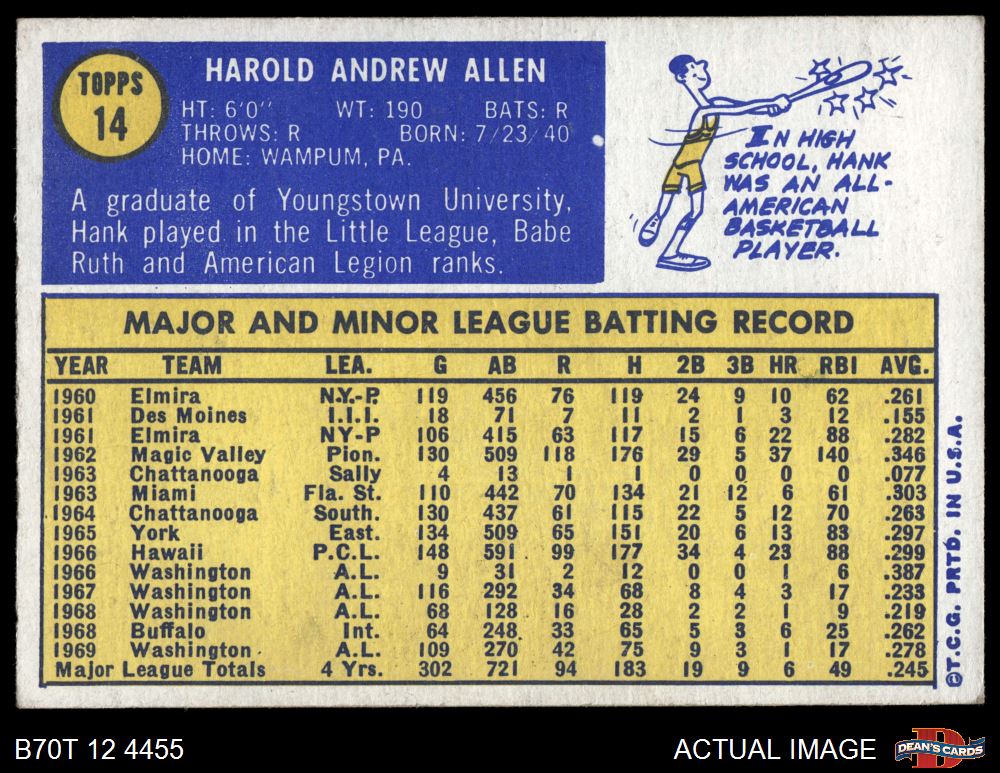 TOPPS
14
HAROLD ANDREW ALLEN
HT: 6'0" WT: 190 BATS: R
THROWS: R BORN: 7/23/40
HOME: WAMPUM, PA.
A graduate of Youngstown University,
Hank played in the Little League, Babe
Ruth and American Legion ranks.
IN HIGH
SCHOOL, HANK
WAS AN ALL-
AMERICAN
BASKETBALL
PLAYER.
MAJOR AND MINOR LEAGUE BATTING RECORD
YEAR TEAM LEA. G AB R H 2B 3B HR RBI AVG.
1960 Elmira N.Y.-P. 119 456 76 119 24 9 10 62 .261
1961 Des Moines I.I.I. 18 71 7 11 2 1 3 12 .155
1961 Elmira NY-P 106 415 63 117 15 6 22 88 .282
1962 Magic Valley Pion. 130 509 118 176 29 5 37 140 .346
1963 Chattanooga Sally 4 13 1 1 0 0 0 0 .077
1963 Miami Fla. St. 110 442 70 134 21 12 6 61 .303
1964 Chattanooga South. 130 437 61 115 22 5 12 70 .263
1965 York East. 134 509 65 151 20 6 13 83 .297
1966 Hawaii P.C.L. 148 591 99 177 34 4 23 88 .299
1966 Washington A.L. 9 31 2 12 0 0 1 6 .387
1967 Washington A.L. 116 292 34 68 8 4 3 17 .233
1968 Washington A.L. 68 128 16 28 2 2 1 9 .219
1968 Buffalo Int. 64 248 33 65 5 3 6 25 .262
1969 Washington A.L. 109 270 42 75 9 3 1 17 .278
Major League Totals 4 Yrs. 302 721 94 183 19 9 6 49 .245
©T.C.G. PRTD. IN U.S.A.
B70T 12 4455
ACTUAL IMAGE
DEAN'S CARDS